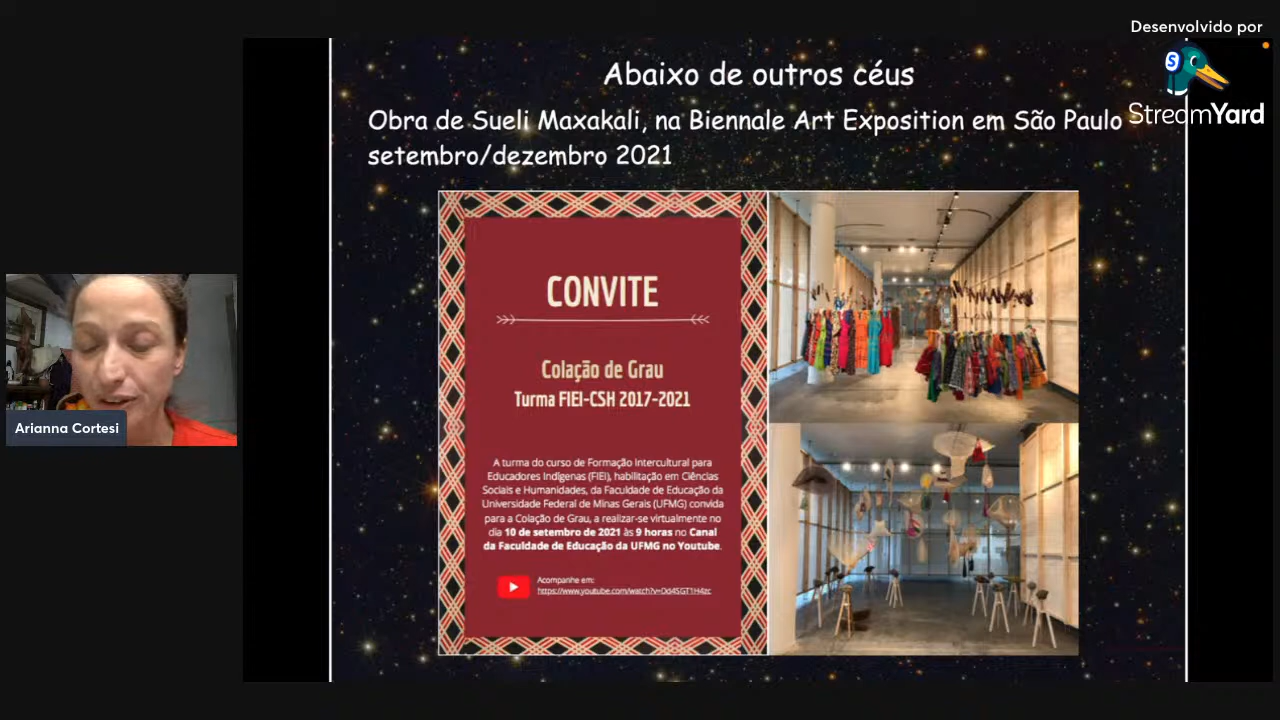 Desenvolvido por
StreamYard
Abaixo de outros céus
Obra de Sueli Maxakali, na Biennale Art Exposition em São Paulo
setembro/dezembro 2021
CONVITE
Colação de Grau
Turma FIEI-CSH 2017-2021
A turma do curso de Formação Intercultural para
Educadores Indígenas (FIEI), habilitação em Ciências
Sociais e Humanidades, da Faculdade de Educação da
Universidade Federal de Minas Gerais (UFMG) convida
para a Colação de Grau, a realizar-se virtualmente no
dia 10 de setembro de 2021 às 9 horas no Canal
da Faculdade de Educação da UFMG no Youtube.
Acompanhe em:
Arianna Cortesi